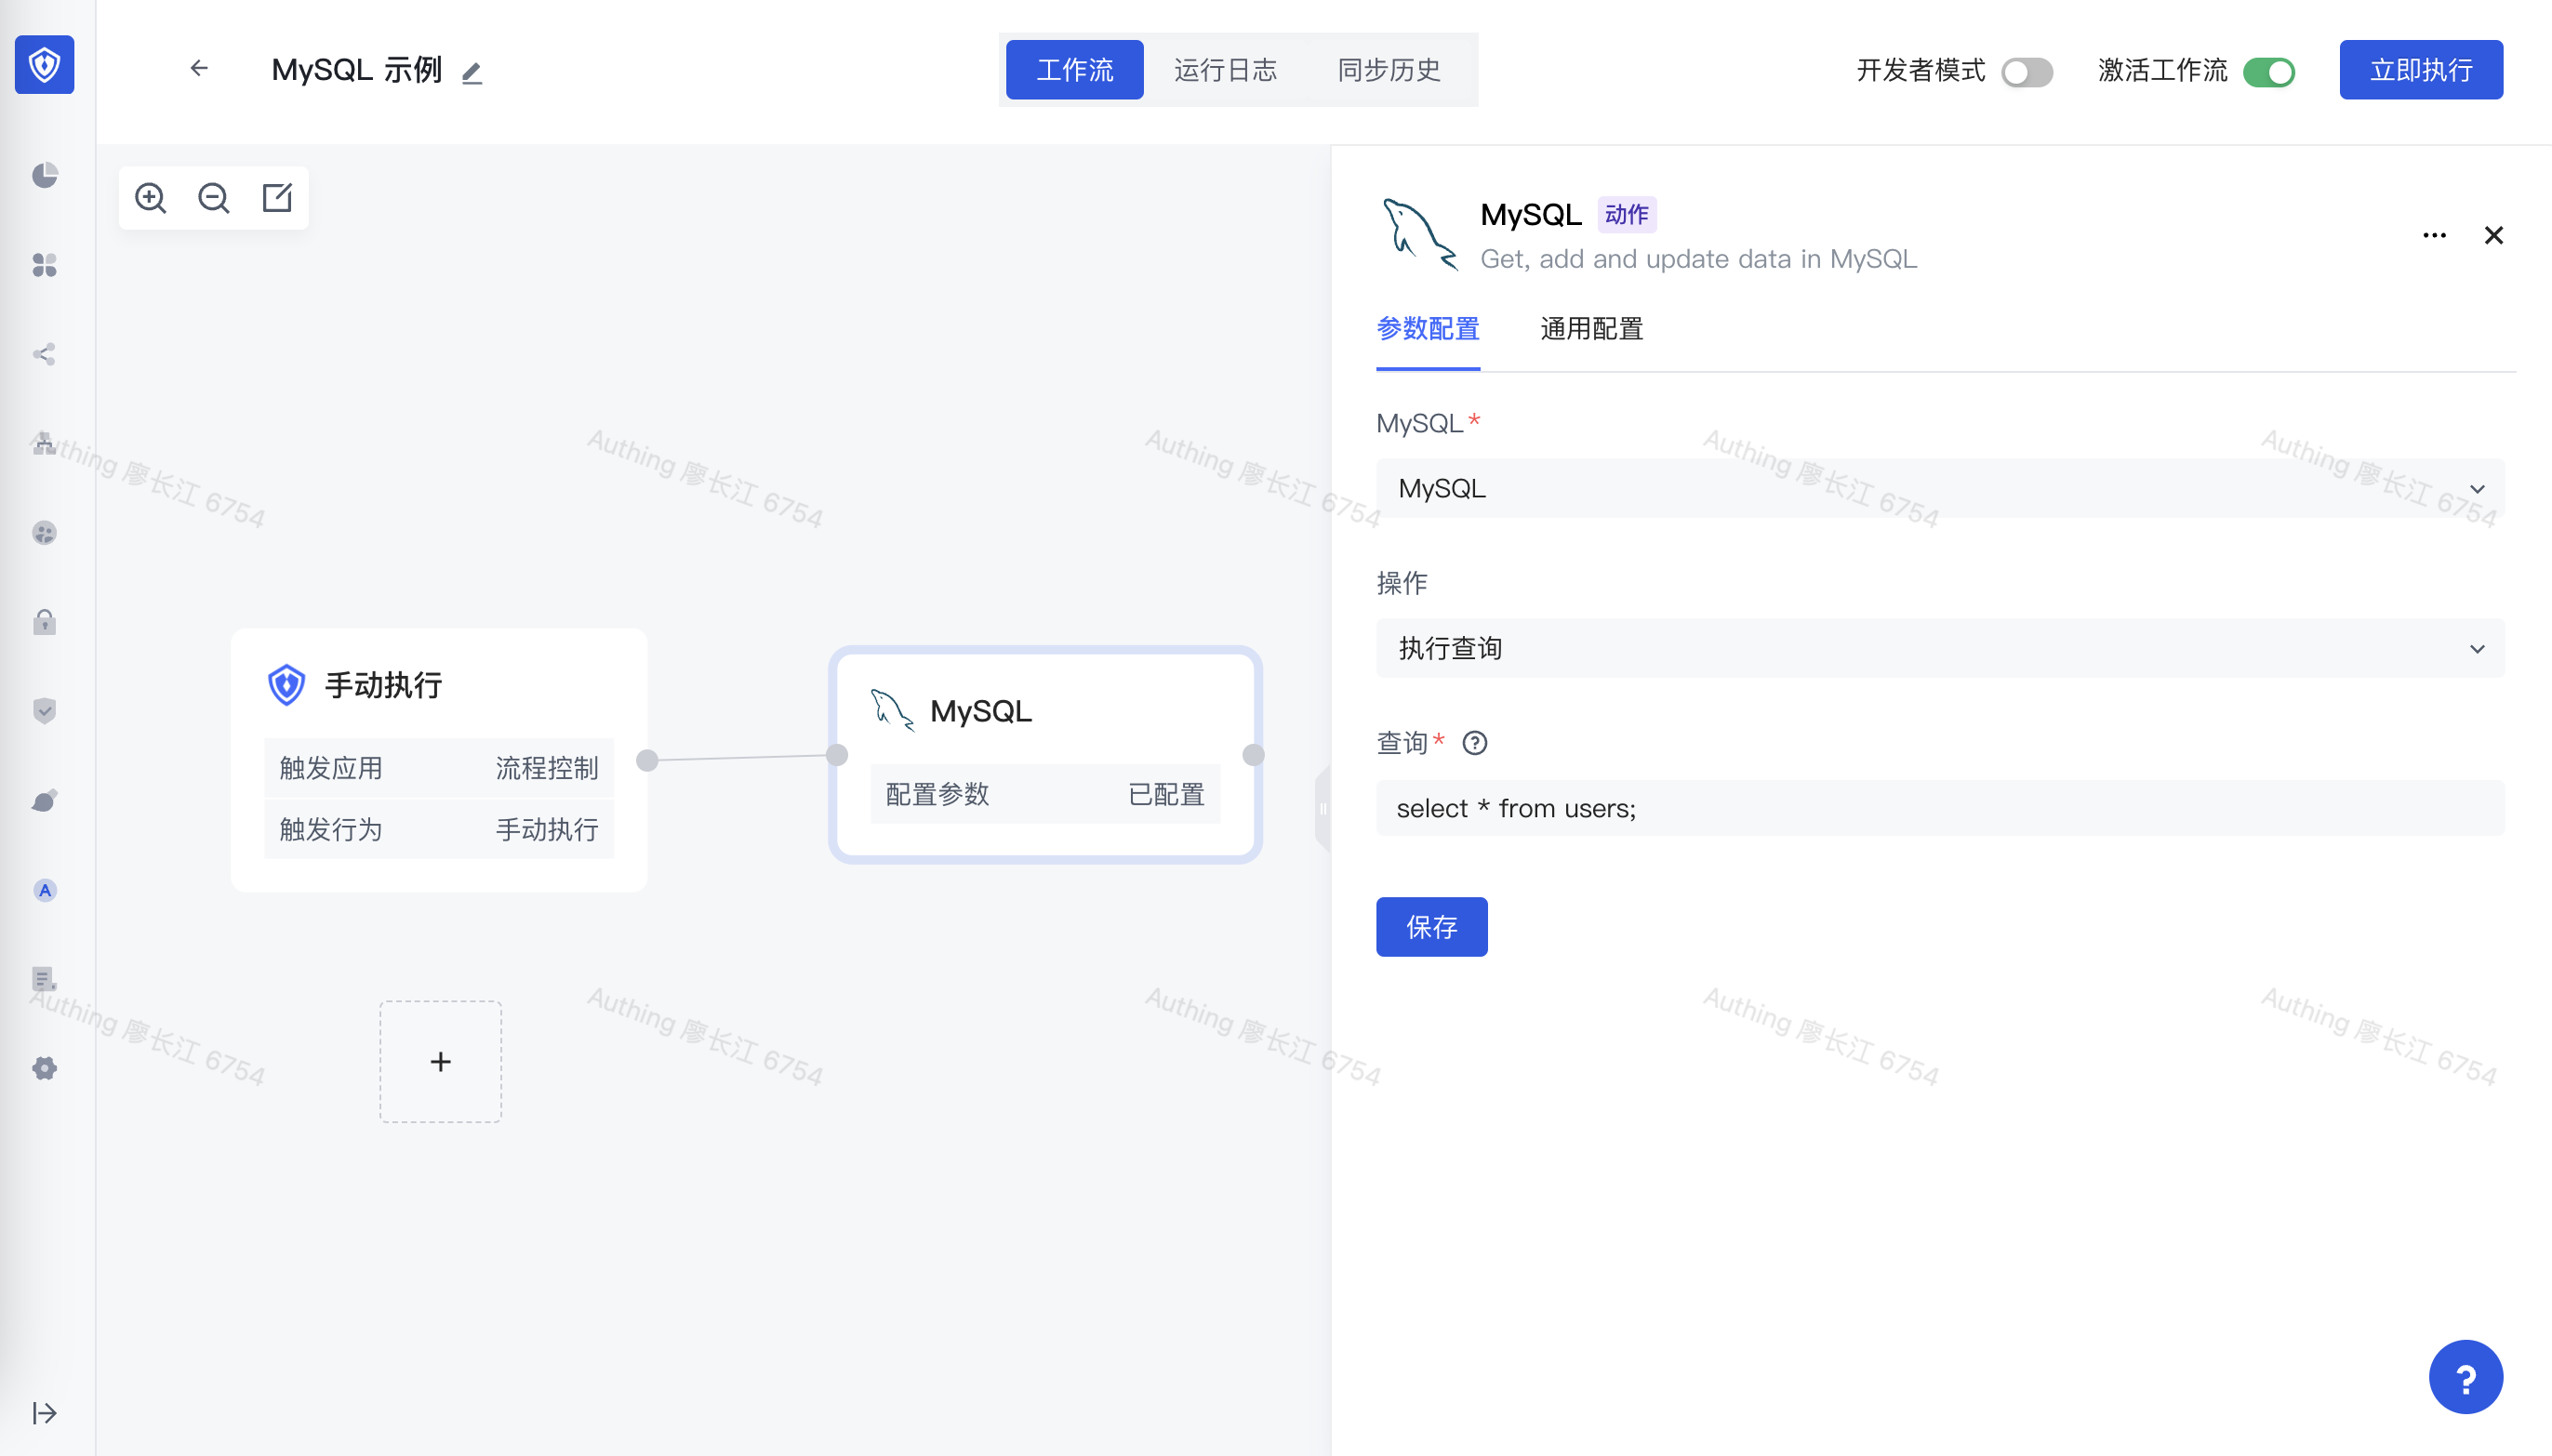 MySQL 示例
工作流 运行日志 同步历史
开发者模式 激活工作流 立即执行
手动执行
触发应用 流程控制
触发行为 手动执行
+
MySQL
配置参数 已配置
MySQL 动作
Get, add and update data in MySQL
参数配置 通用配置
MySQL*
MySQL
操作
执行查询
查询* ?
select * from users;
保存
A
?
Authing 廖长江 6754
Authing 廖长江 6754
Authing 廖长江 6754
Authing 廖长江 6754
Authing 廖长江 6754
Authing 廖长江 6754
Authing 廖长江 6754
Authing 廖长江 6754
Authing 廖长江 6754
Authing 廖长江 6754